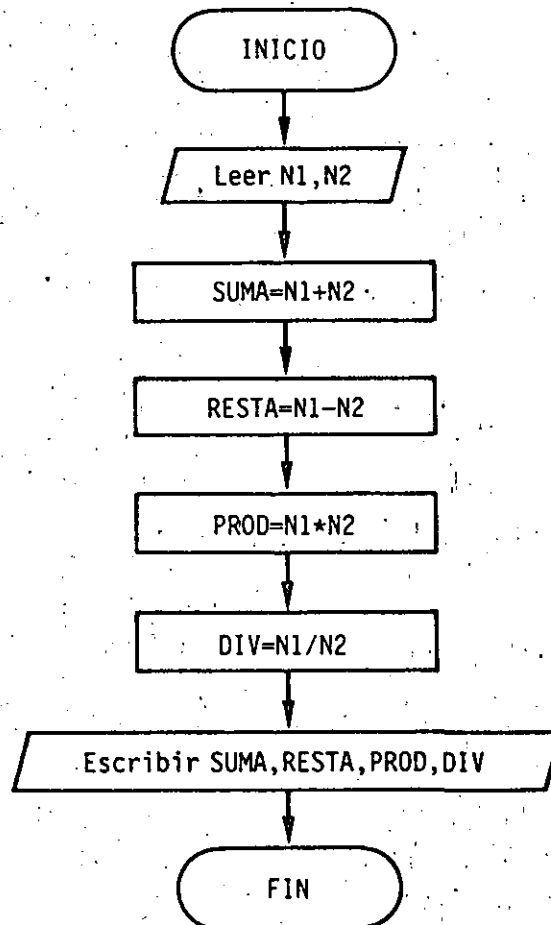 INICIO
Leer N1,N2
SUMA=N1+N2
RESTA=N1-N2
PROD=N1*N2
DIV=N1/N2
Escribir SUMA,RESTA,PROD,DIV
FIN